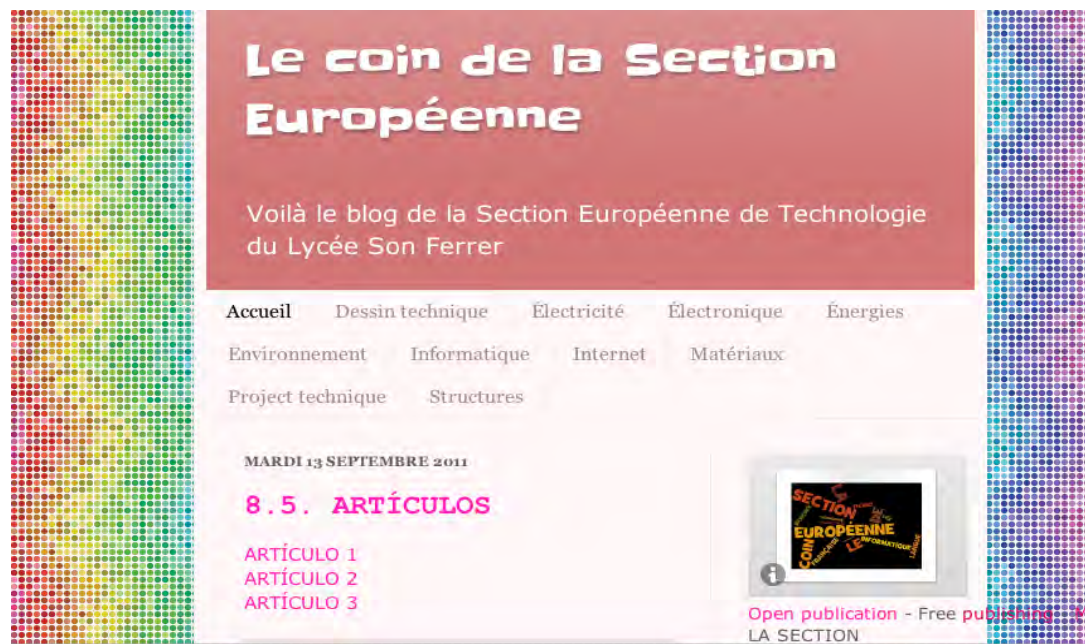 Le coin de la Section
Européenne
Voilà le blog de la Section Européenne de Technologie
du Lycée Son Ferrer
Accueil Dessin technique Électricité Électronique Énergies
Environnement Informatique Internet Matériaux
Project technique Structures
MARDI 13 SEPTEMBRE 2011
8.5. ARTÍCULOS
ARTÍCULO 1
ARTÍCULO 2
ARTÍCULO 3
SECTION
EUROPÉENNE
COIN
FRANÇAISE
LE
INFORMATIQUE
LANGUE
Open publication - Free publishing - M
LA SECTION